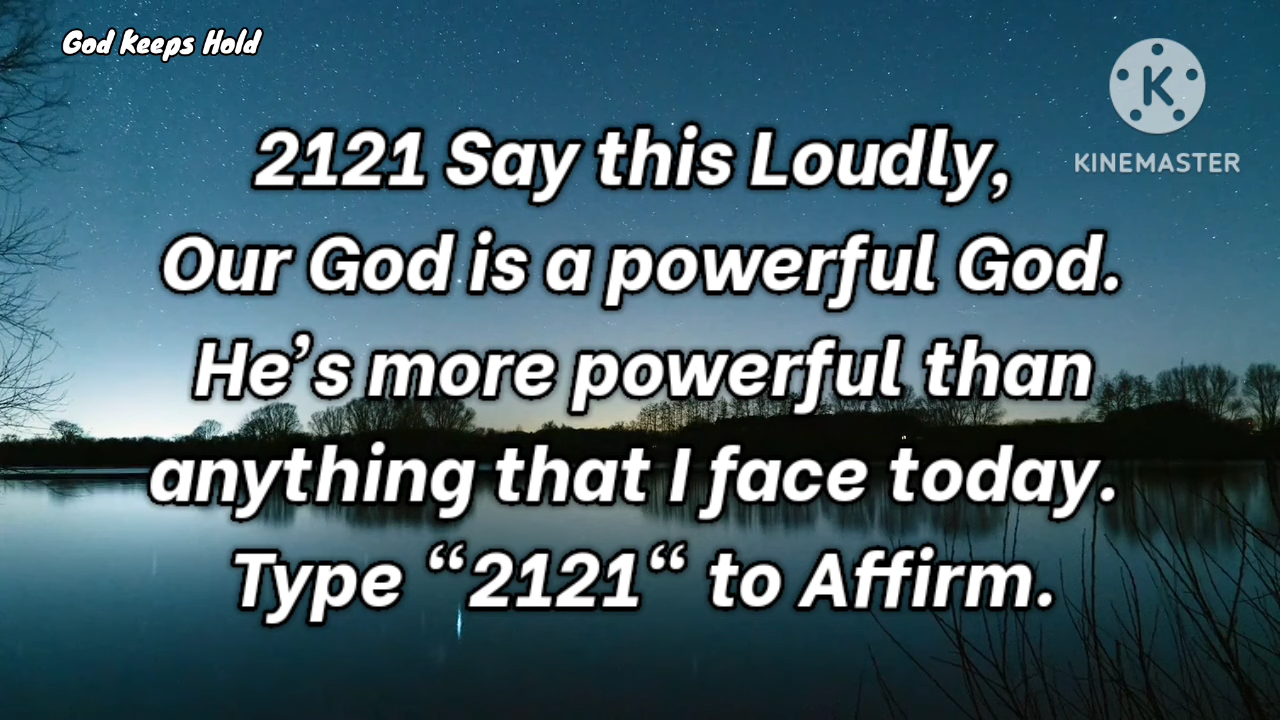 God Keeps Hold
KINEMASTER
2121 Say this Loudly,
Our God is a powerful God.
He’s more powerful than
anything that I face today.
Type “2121“ to Affirm.